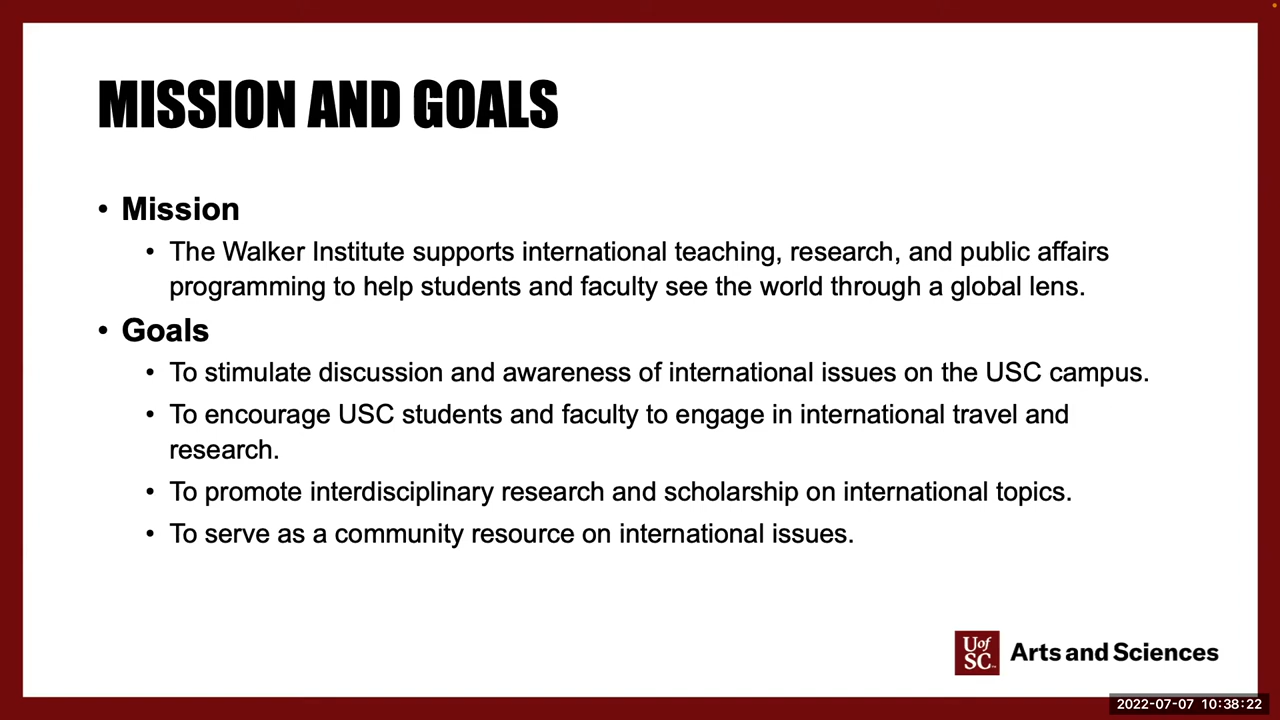 MISSION AND GOALS
• Mission
• The Walker Institute supports international teaching, research, and public affairs
programming to help students and faculty see the world through a global lens.
• Goals
• To stimulate discussion and awareness of international issues on the USC campus.
• To encourage USC students and faculty to engage in international travel and
research.
• To promote interdisciplinary research and scholarship on international topics.
• To serve as a community resource on international issues.
UofSC Arts and Sciences
2022-07-07 10:38:22